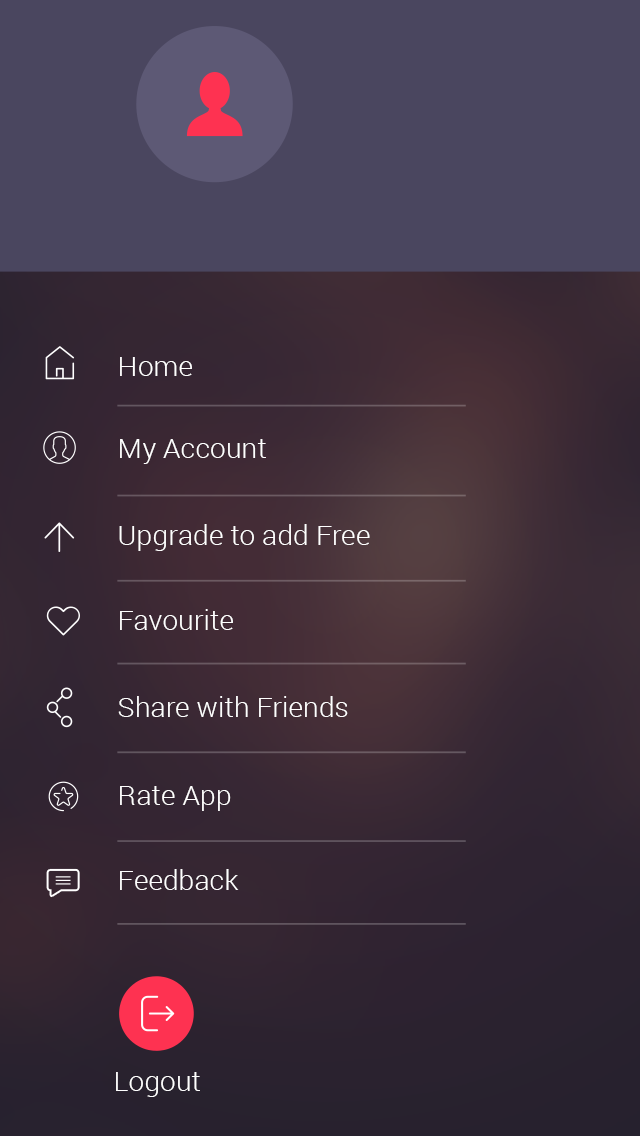 Home
My Account
Upgrade to add Free
Favourite
Share with Friends
Rate App
Feedback
Logout